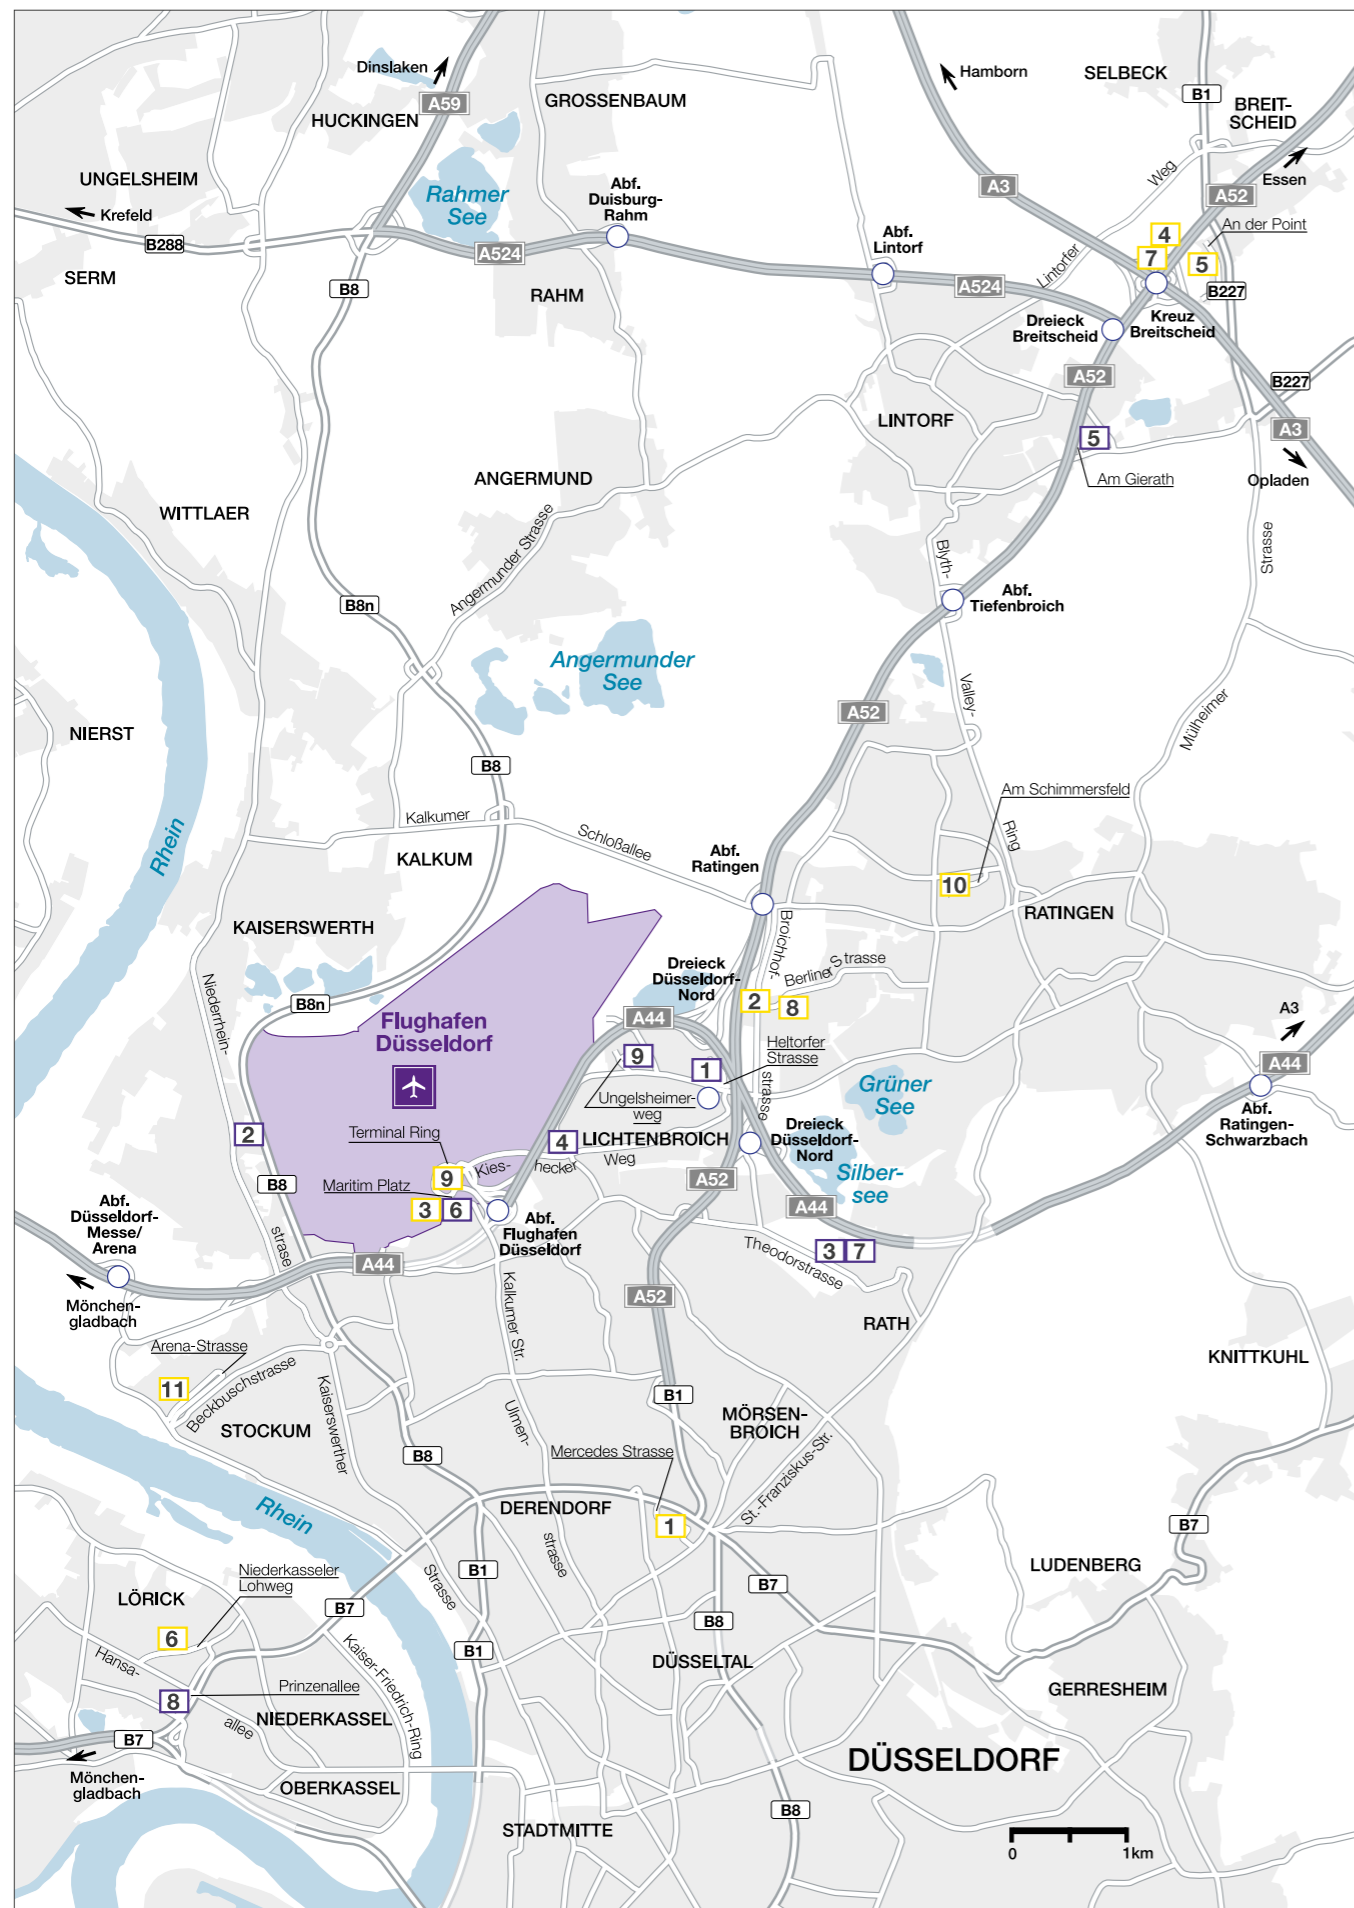 Dinslaken
A59
HUCKINGEN
GROSSENBAUM
Hamborn
SELBECK
B1
BREIT-
SCHEID
UNGELSHEIM
Krefeld
B288
SERM
Rahmer
See
Abf.
Duisburg-
Rahm
A524
B8
RAHM
Abf.
Lintorf
A524
A3
Weg
Lintorfer
A52
Essen
An der Point
4
7
5
B227
Kreuz
Breitscheid
Dreieck
Breitscheid
A52
B227
A3
Opladen
LINTORF
5
Am Gierath
ANGERMUND
WITTLAER
Angermunder Strasse
B8n
Blyth-
Strasse
Abf.
Tiefenbroich
Angermunder
See
Valley-
A52
Mülheimer
NIERST
B8
Rhein
Kalkumer
Schloßallee
KALKUM
Abf.
Ratingen
Am Schimmersfeld
Ring
10
RATINGEN
KAISERSWERTH
Niederrhein-
B8n
Broichhof-
Berliner Strasse
Dreieck
Düsseldorf-
Nord
2
8
Flughafen
Düsseldorf
A44
9
1
Heltorfer
Strasse
strasse
Ungelsheimer-
weg
Grüner
See
A3
A44
Abf.
Ratingen-
Schwarzbach
2
Terminal Ring
4
LICHTENBROICH
Kies-
hecker
Weg
Dreieck
Düsseldorf-
Nord
Silber-
see
9
Maritim Platz
3
6
B8
A52
A44
Abf.
Flughafen
Düsseldorf
Abf.
Düsseldorf-
Messe/
Arena
strase
A44
Theodorstrasse
3
7
Mönchen-
gladbach
Kalkumer Str.
A52
RATH
Arena-Strasse
11
Beckbuschstrasse
STOCKUM
Kaiserswerther
KNITTKUHL
B1
MÖRSEN-
BROICH
Ulmen-
B8
Mercedes Strasse
St.-Franziskus-Str.
Rhein
DERENDORF
1
strasse
B7
LUDENBERG
Niederkasseler
Lohweg
LÖRICK
B7
Strasse
B1
B7
6
B8
Hansa-
Kaiser-Friedrich-Ring
B1
DÜSSELTAL
8
Prinzenallee
NIEDERKASSEL
allee
B7
GERRESHEIM
Mönchen-
gladbach
OBERKASSEL
DÜSSELDORF
B8
STADTMITTE
0
1km